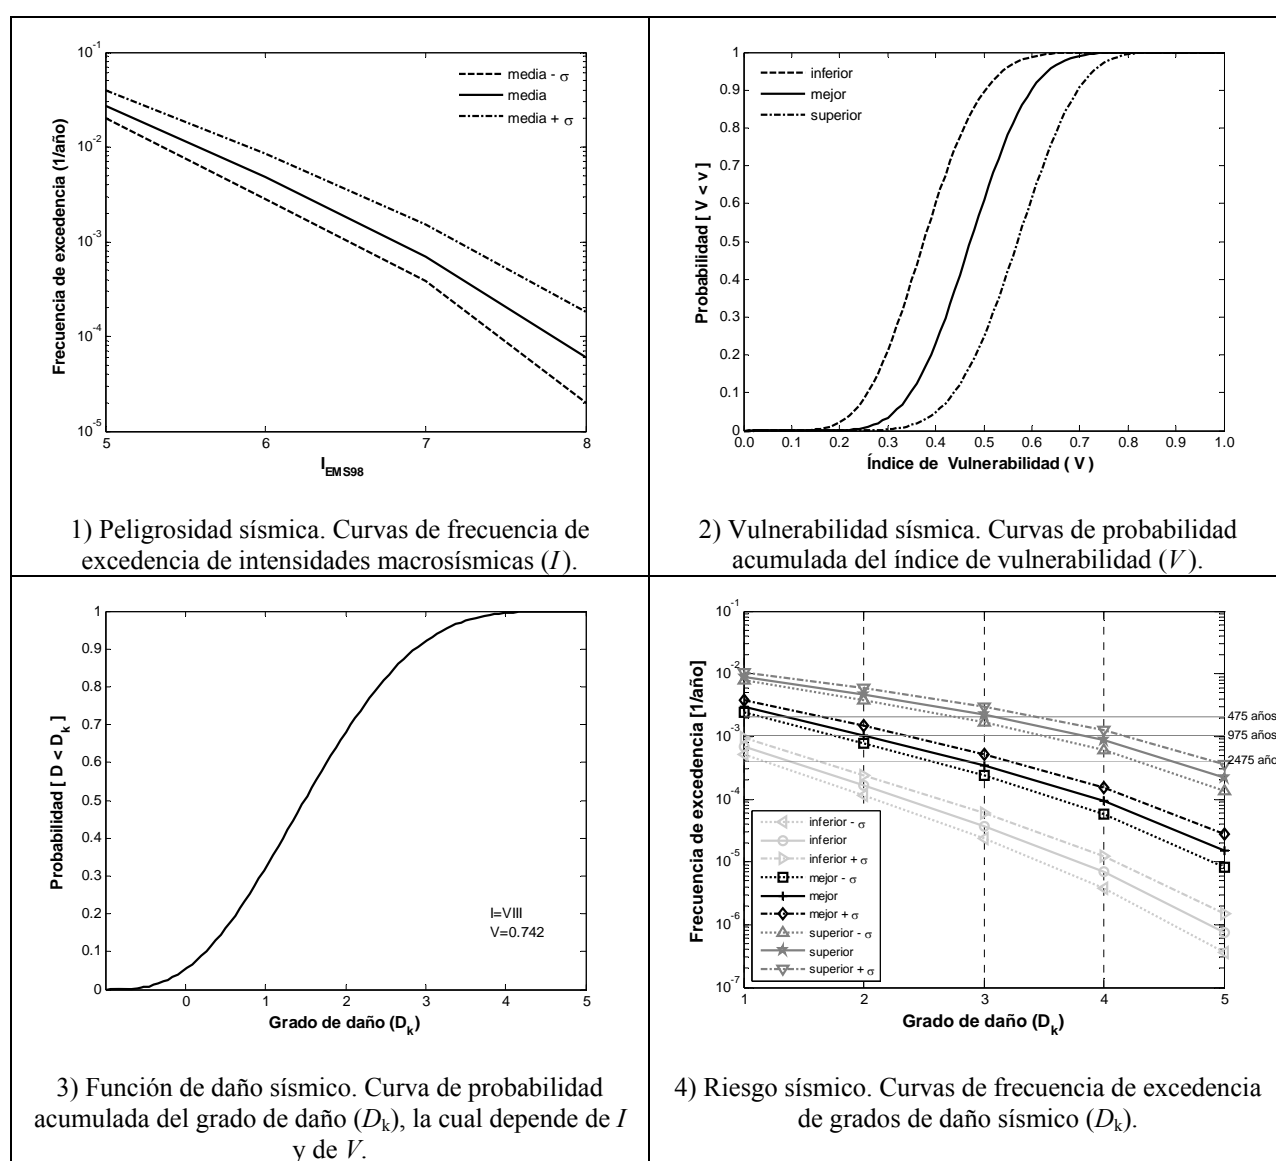 10-1
10-2
10-3
10-4
10-5
Frecuencia de excedencia (1/año)
media - σ
media
media + σ
5 6 7 8
IEMS98
1) Peligrosidad sísmica. Curvas de frecuencia de
excedencia de intensidades macrosísmicas (I).
1
0.9
0.8
0.7
0.6
0.5
0.4
0.3
0.2
0.1
0
Probabilidad [ V < v ]
inferior
mejor
superior
0.0 0.1 0.2 0.3 0.4 0.5 0.6 0.7 0.8 0.9 1.0
Índice de Vulnerabilidad ( V )
2) Vulnerabilidad sísmica. Curvas de probabilidad
acumulada del índice de vulnerabilidad (V).
1
0.9
0.8
0.7
0.6
0.5
0.4
0.3
0.2
0.1
0
Probabilidad [ D < Dk ]
I=VIII
V=0.742
0 1 2 3 4 5
Grado de daño (Dk)
3) Función de daño sísmico. Curva de probabilidad
acumulada del grado de daño (Dk), la cual depende de I
y de V.
10-1
10-2
10-3
10-4
10-5
10-6
10-7
Frecuencia de excedencia [1/año]
475 años
975 años
2475 año
inferior - σ
inferior
inferior + σ
mejor - σ
mejor
mejor + σ
superior - σ
superior
superior + σ
1 2 3 4 5
Grado de daño (Dk)
4) Riesgo sísmico. Curvas de frecuencia de excedencia
de grados de daño sísmico (Dk).